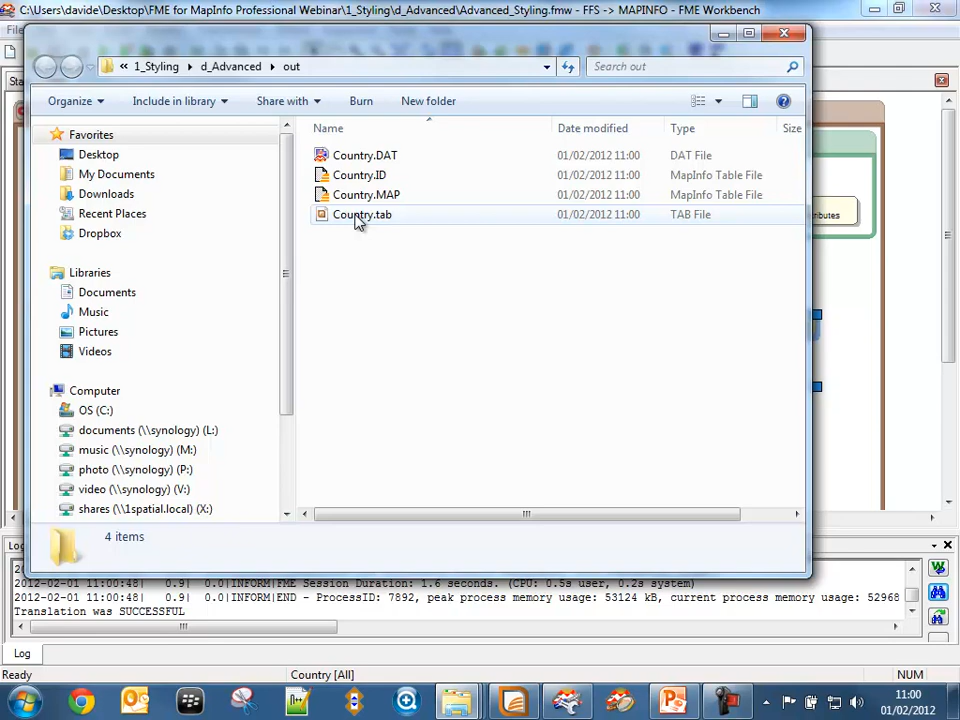 C:\Users\davide\Desktop\FME for MapInfo Professional Webinar\1_Styling\d_Advanced\Advanced_Styling.fmw - FFS -> MAPINFO - FME Workbench
« 1_Styling d_Advanced out
Search out
Organize Include in library Share with Burn New folder
Favorites
Desktop
My Documents
Downloads
Recent Places
Dropbox
Libraries
Documents
Music
Pictures
Videos
Computer
OS (C:)
documents (\\synology) (L:)
music (\\synology) (M:)
photo (\\synology) (P:)
video (\\synology) (V:)
shares (\\1spatial.local) (X:)
Name Date modified Type Size
Country.DAT 01/02/2012 11:00 DAT File
Country.ID 01/02/2012 11:00 MapInfo Table File
Country.MAP 01/02/2012 11:00 MapInfo Table File
Country.tab 01/02/2012 11:00 TAB File
4 items
2012-02-01 11:00:48| 0.9| 0.0|INFORM|FME Session Duration: 1.6 seconds. (CPU: 0.5s user, 0.2s system)
2012-02-01 11:00:48| 0.9| 0.0|INFORM|END - ProcessID: 7892, peak process memory usage: 53124 kB, current process memory usage: 52968
Translation was SUCCESSFUL
Log
Ready Country [All] NUM
11:00
01/02/2012